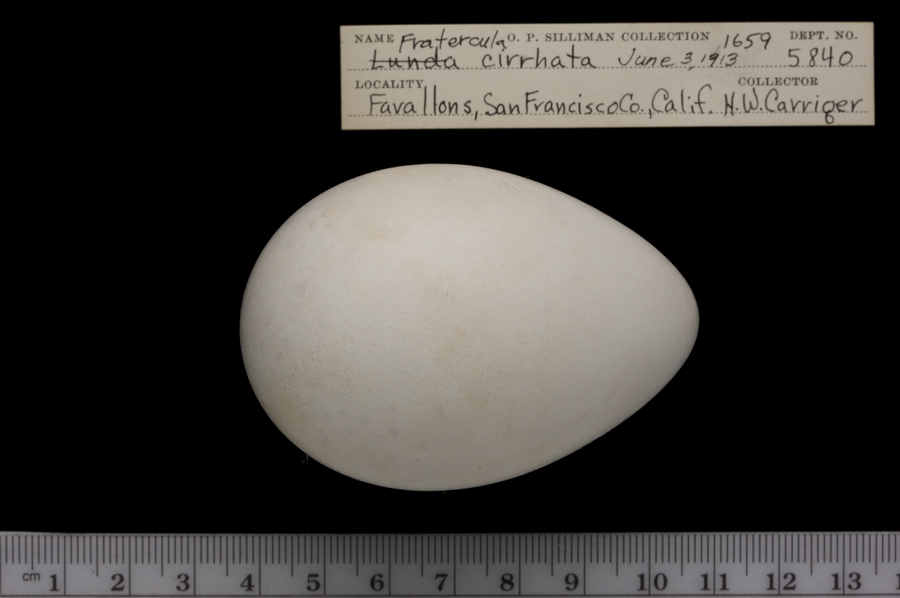 NAME Fratercula O. P. SILLIMAN COLLECTION 1659 DEPT. NO.
Lunda cirrhata June 3, 1913 5840
LOCALITY COLLECTOR
Farallons, San Francisco Co., Calif. H.W. Carriger
cm 1 2 3 4 5 6 7 8 9 10 11 12 13